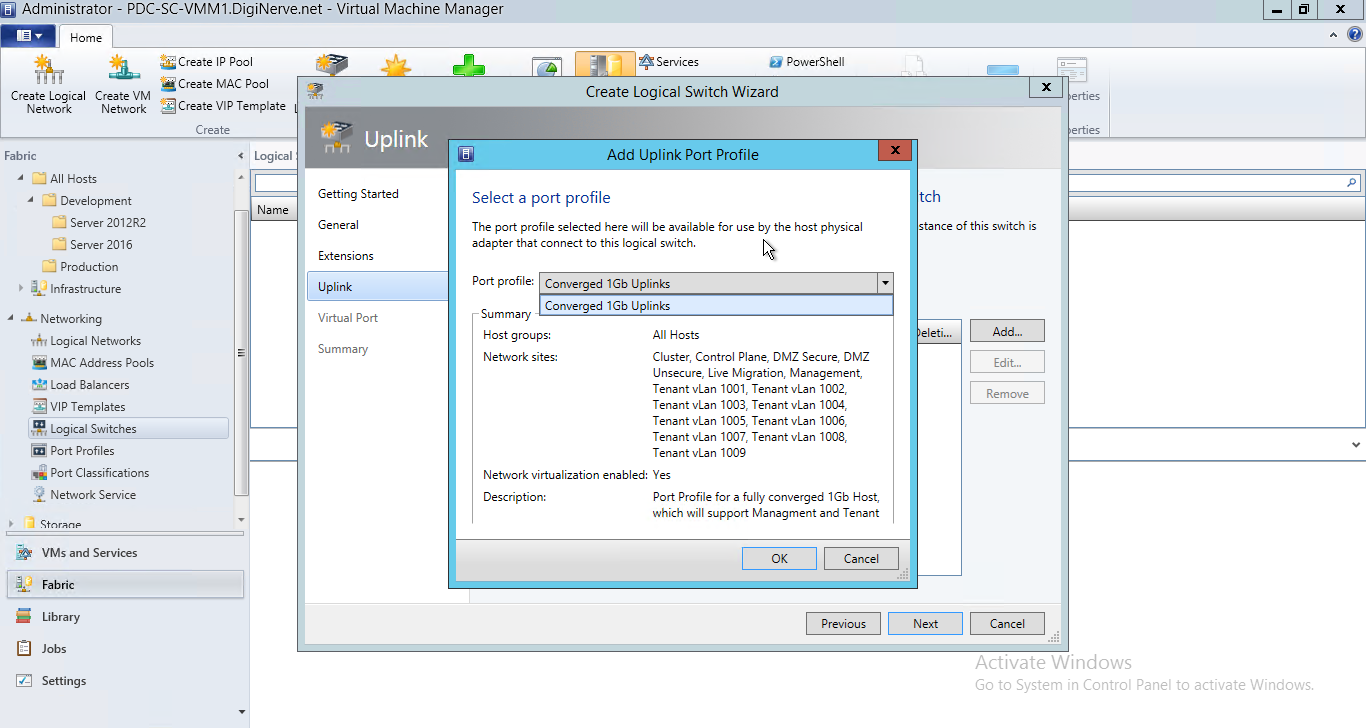 Administrator - PDC-SC-VMM1.DigiNerve.net - Virtual Machine Manager
Home
Create Logical Network
Create VM Network
Create IP Pool
Create MAC Pool
Create VIP Template
Create
Services
PowerShell
Fabric
All Hosts
Development
Server 2012R2
Server 2016
Production
Infrastructure
Networking
Logical Networks
MAC Address Pools
Load Balancers
VIP Templates
Logical Switches
Port Profiles
Port Classifications
Network Service
Storage
VMs and Services
Fabric
Library
Jobs
Settings
Logical
Name
Create Logical Switch Wizard
Uplink
Getting Started
General
Extensions
Uplink
Virtual Port
Summary
stance of this switch is
Add...
Edit...
Remove
Previous
Next
Cancel
Add Uplink Port Profile
Select a port profile
The port profile selected here will be available for use by the host physical
adapter that connect to this logical switch.
Port profile: Converged 1Gb Uplinks
Converged 1Gb Uplinks
Summary
Host groups: All Hosts
Network sites: Cluster, Control Plane, DMZ Secure, DMZ
Unsecure, Live Migration, Management,
Tenant vLan 1001, Tenant vLan 1002,
Tenant vLan 1003, Tenant vLan 1004,
Tenant vLan 1005, Tenant vLan 1006,
Tenant vLan 1007, Tenant vLan 1008,
Tenant vLan 1009
Network virtualization enabled: Yes
Description: Port Profile for a fully converged 1Gb Host,
which will support Managment and Tenant
OK
Cancel
Activate Windows
Go to System in Control Panel to activate Windows.